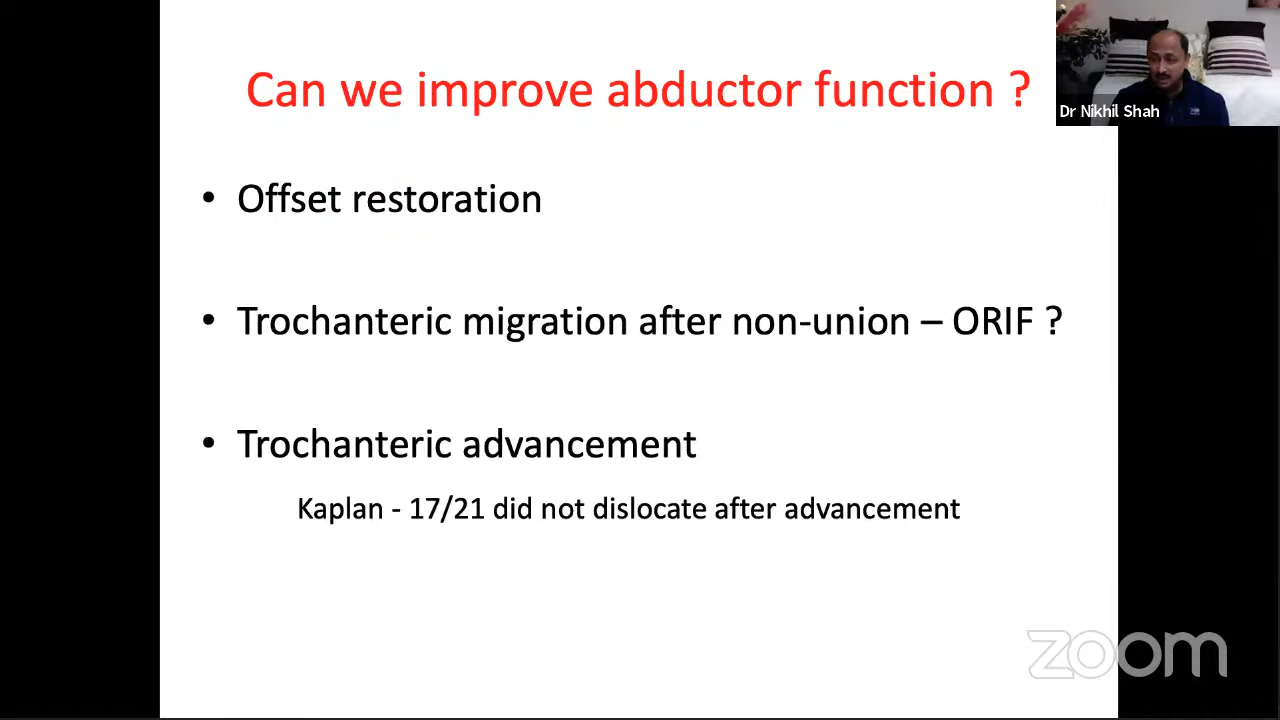 Can we improve abductor function ?
Dr Nikhil Shah
• Offset restoration
• Trochanteric migration after non-union – ORIF ?
• Trochanteric advancement
Kaplan - 17/21 did not dislocate after advancement
zoom